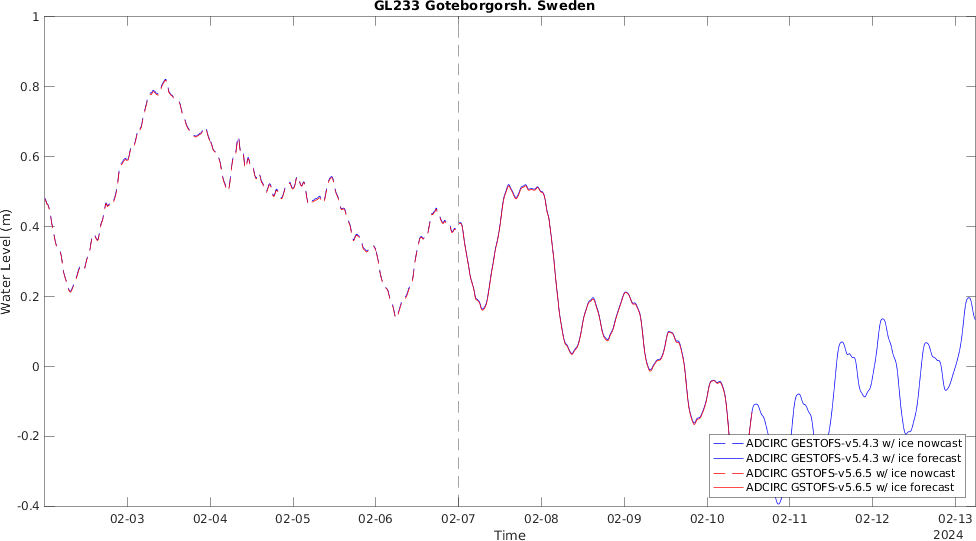 GL233 Goteborgorsh. Sweden
Water Level (m)
1
0.8
0.6
0.4
0.2
0
-0.2
-0.4
ADCIRC GESTOFS-v5.4.3 w/ ice nowcast
ADCIRC GESTOFS-v5.4.3 w/ ice forecast
ADCIRC GSTOFS-v5.6.5 w/ ice nowcast
ADCIRC GSTOFS-v5.6.5 w/ ice forecast
02-03 02-04 02-05 02-06 02-07 02-08 02-09 02-10 02-11 02-12 02-13
Time
2024